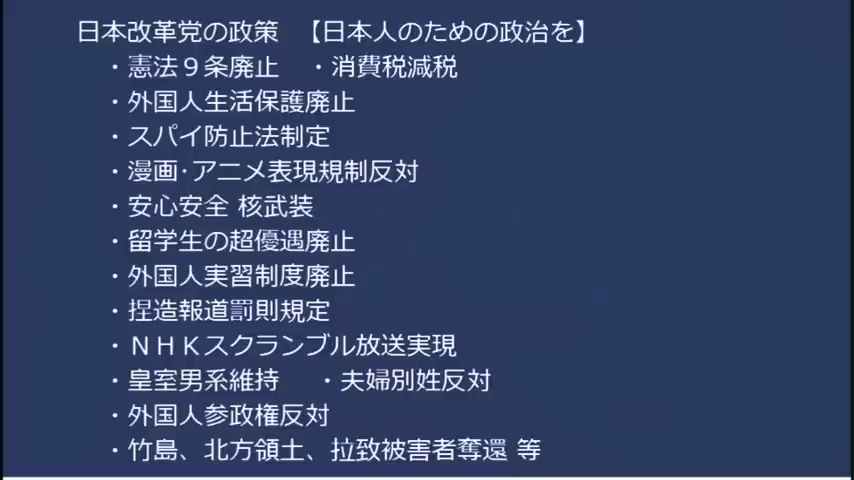 日本改革党の政策　【日本人のための政治を】
・憲法９条廃止　・消費税減税
・外国人生活保護廃止
・スパイ防止法制定
・漫画･アニメ表現規制反対
・安心安全 核武装
・留学生の超優遇廃止
・外国人実習制度廃止
・捏造報道罰則規定
・ＮＨＫスクランブル放送実現
・皇室男系維持　・夫婦別姓反対
・外国人参政権反対
・竹島、北方領土、拉致被害者奪還 等